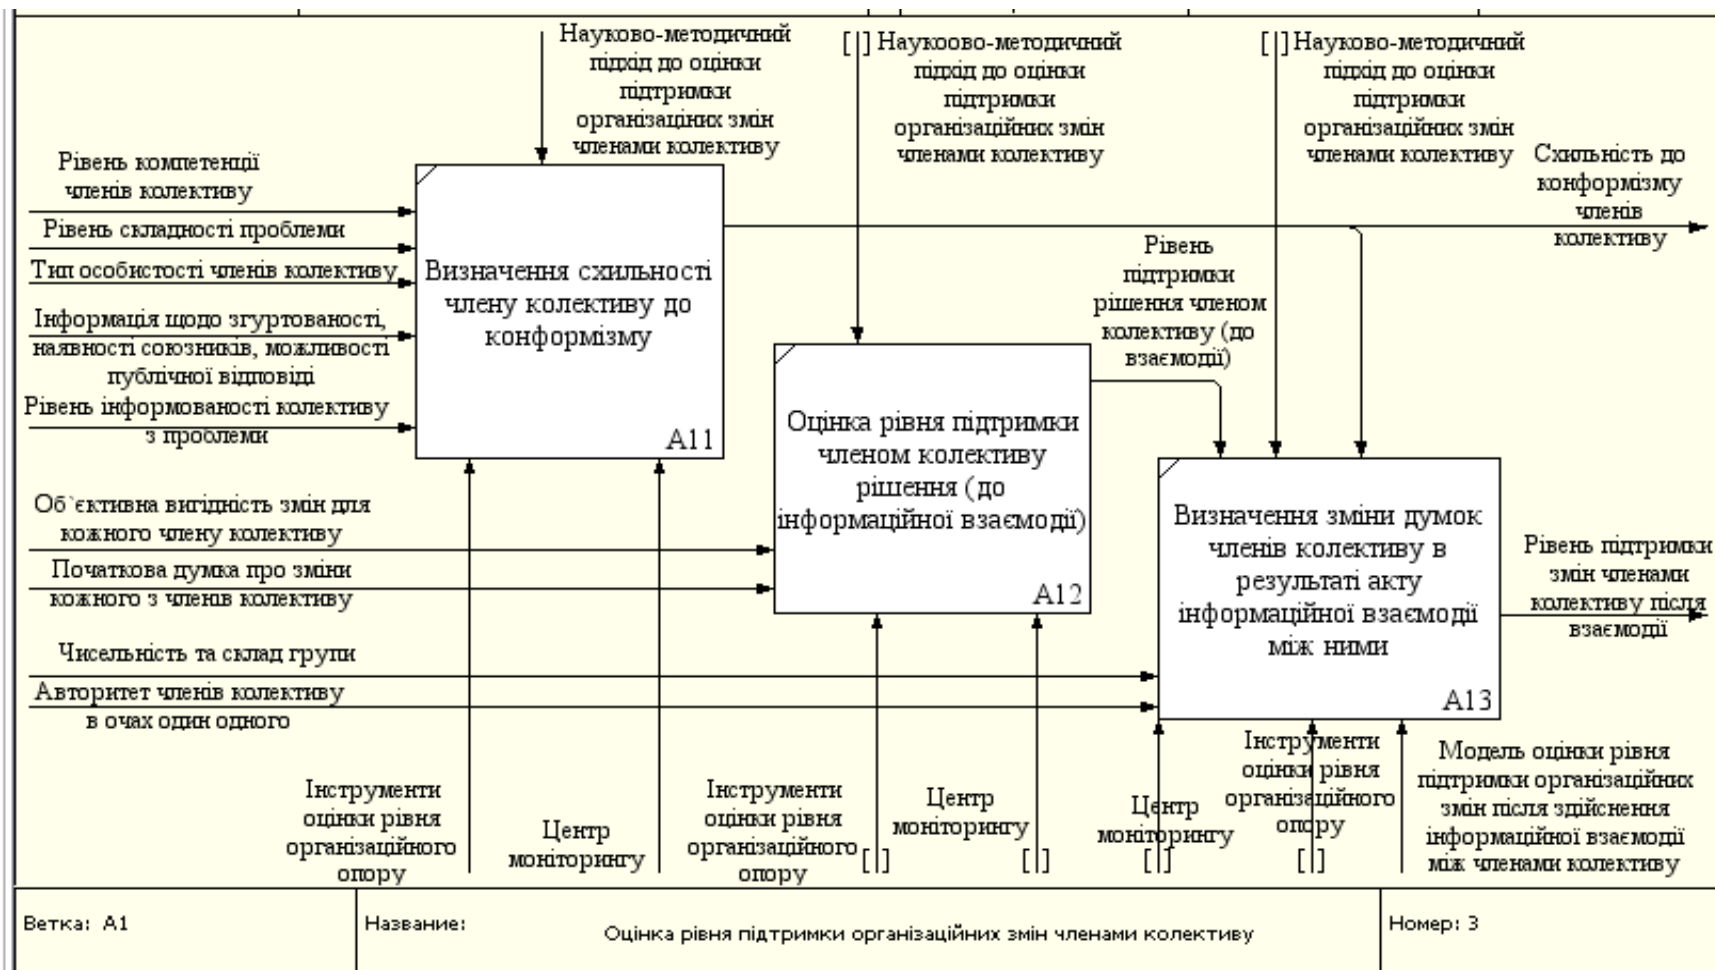 Науково-методичний
підхід до оцінки
підтримки
організаціних змін
членами колективу
[ ] Наукоово-методичний
підхід до оцінки
підтримки
організаційних змін
членами колективу
[ ] Науково-методичний
підхід до оцінки
підтримки
організаційних змін
членами колективу
Схильність до
конформізму
членів
колективу
Рівень компетенції
членів колективу
Рівень складності проблеми
Тип особистості членів колективу
Інформація щодо згуртованості,
наявності союзників, можливості
публічної відповіді
Рівень інформованості колективу
з проблеми
Визначення схильності
члену колективу до
конформізму
A11
Рівень
підтримки
рішення членом
колективу (до
взаємодії)
Об`єктивна вигідність змін для
кожного члену колективу
Початкова думка про зміни
кожного з членів колективу
Оцінка рівня підтримки
членом колективу
рішення (до
інформаційної взаємодії)
A12
Чисельність та склад групи
Авторитет членів колективу
в очах один одного
Визначення зміни думок
членів колективу в
результаті акту
інформаційної взаємодії
між ними
A13
Рівень підтримки
змін членами
колективу після
взаємодії
Інструменти
оцінки рівня
організаційного
опору
Центр
моніторингу
Інструменти
оцінки рівня
організаційного
опору
[ ]
Центр
моніторингу
[ ]
Центр
моніторингу
[ ]
Інструменти
оцінки рівня
організаційного
опору
[ ]
Модель оцінки рівня
підтримки організаційних
змін після здійснення
інформаційної взаємодії
між членами колективу
Ветка: A1
Название:
Оцінка рівня підтримки організаційних змін членами колективу
Номер: 3